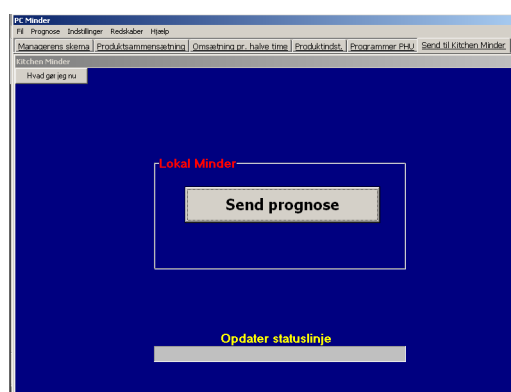 PC Minder
Fil Prognose Indstillinger Redskaber Hjælp
Managerens skema Produktsammensætning Omsætning pr. halve time Produktindst. Programmer PHU Send til Kitchen Minder
Kitchen Minder
Hvad gør jeg nu
Lokal Minder
Send prognose
Opdater statuslinje